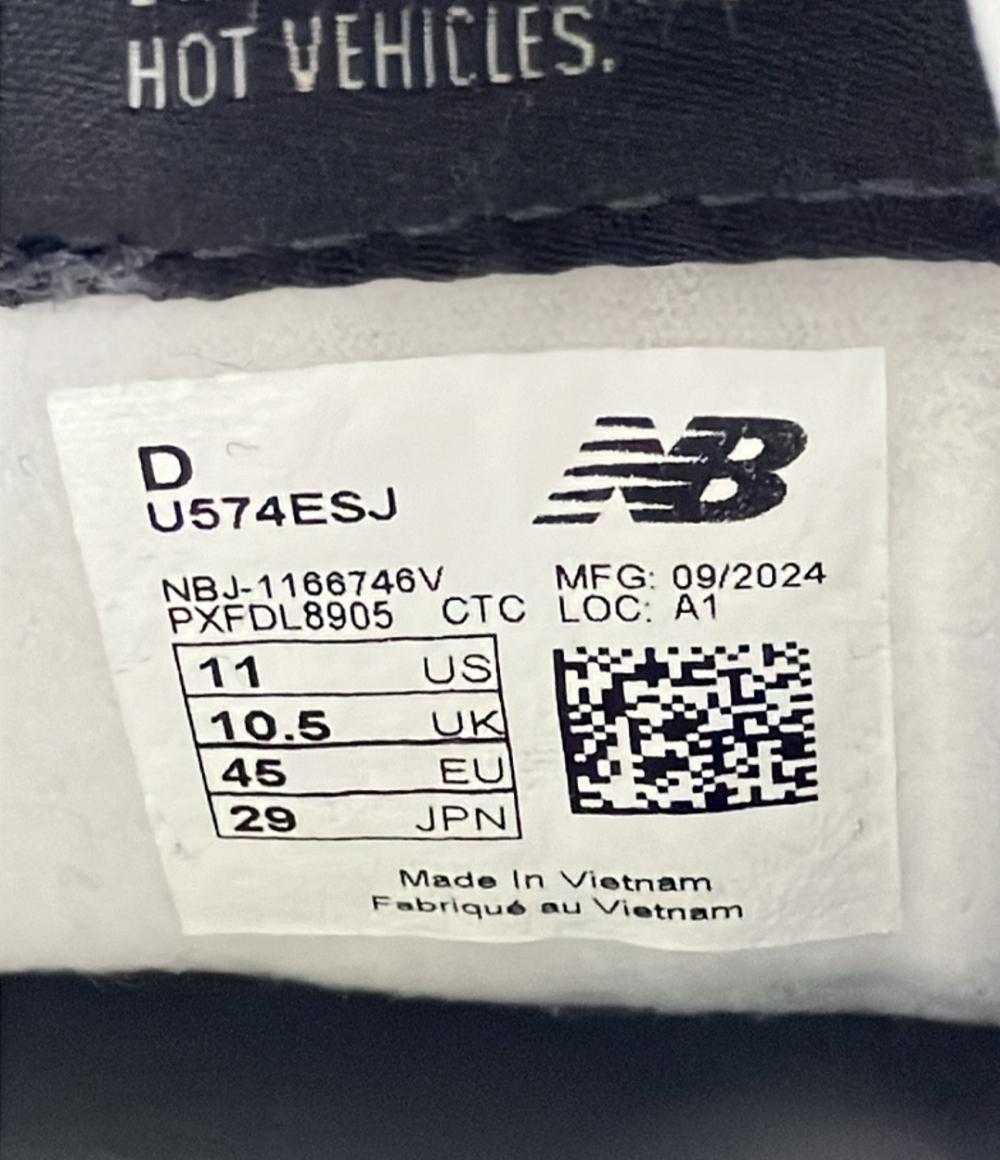 HOT VEHICLES.
D
NB
U574ESJ
NBJ-1166746V MFG: 09/2024
PXFDL8905 CTC LOC: A1
11 US
10.5 UK
45 EU
29 JPN
Made In Vietnam
Fabriqué au Vietnam